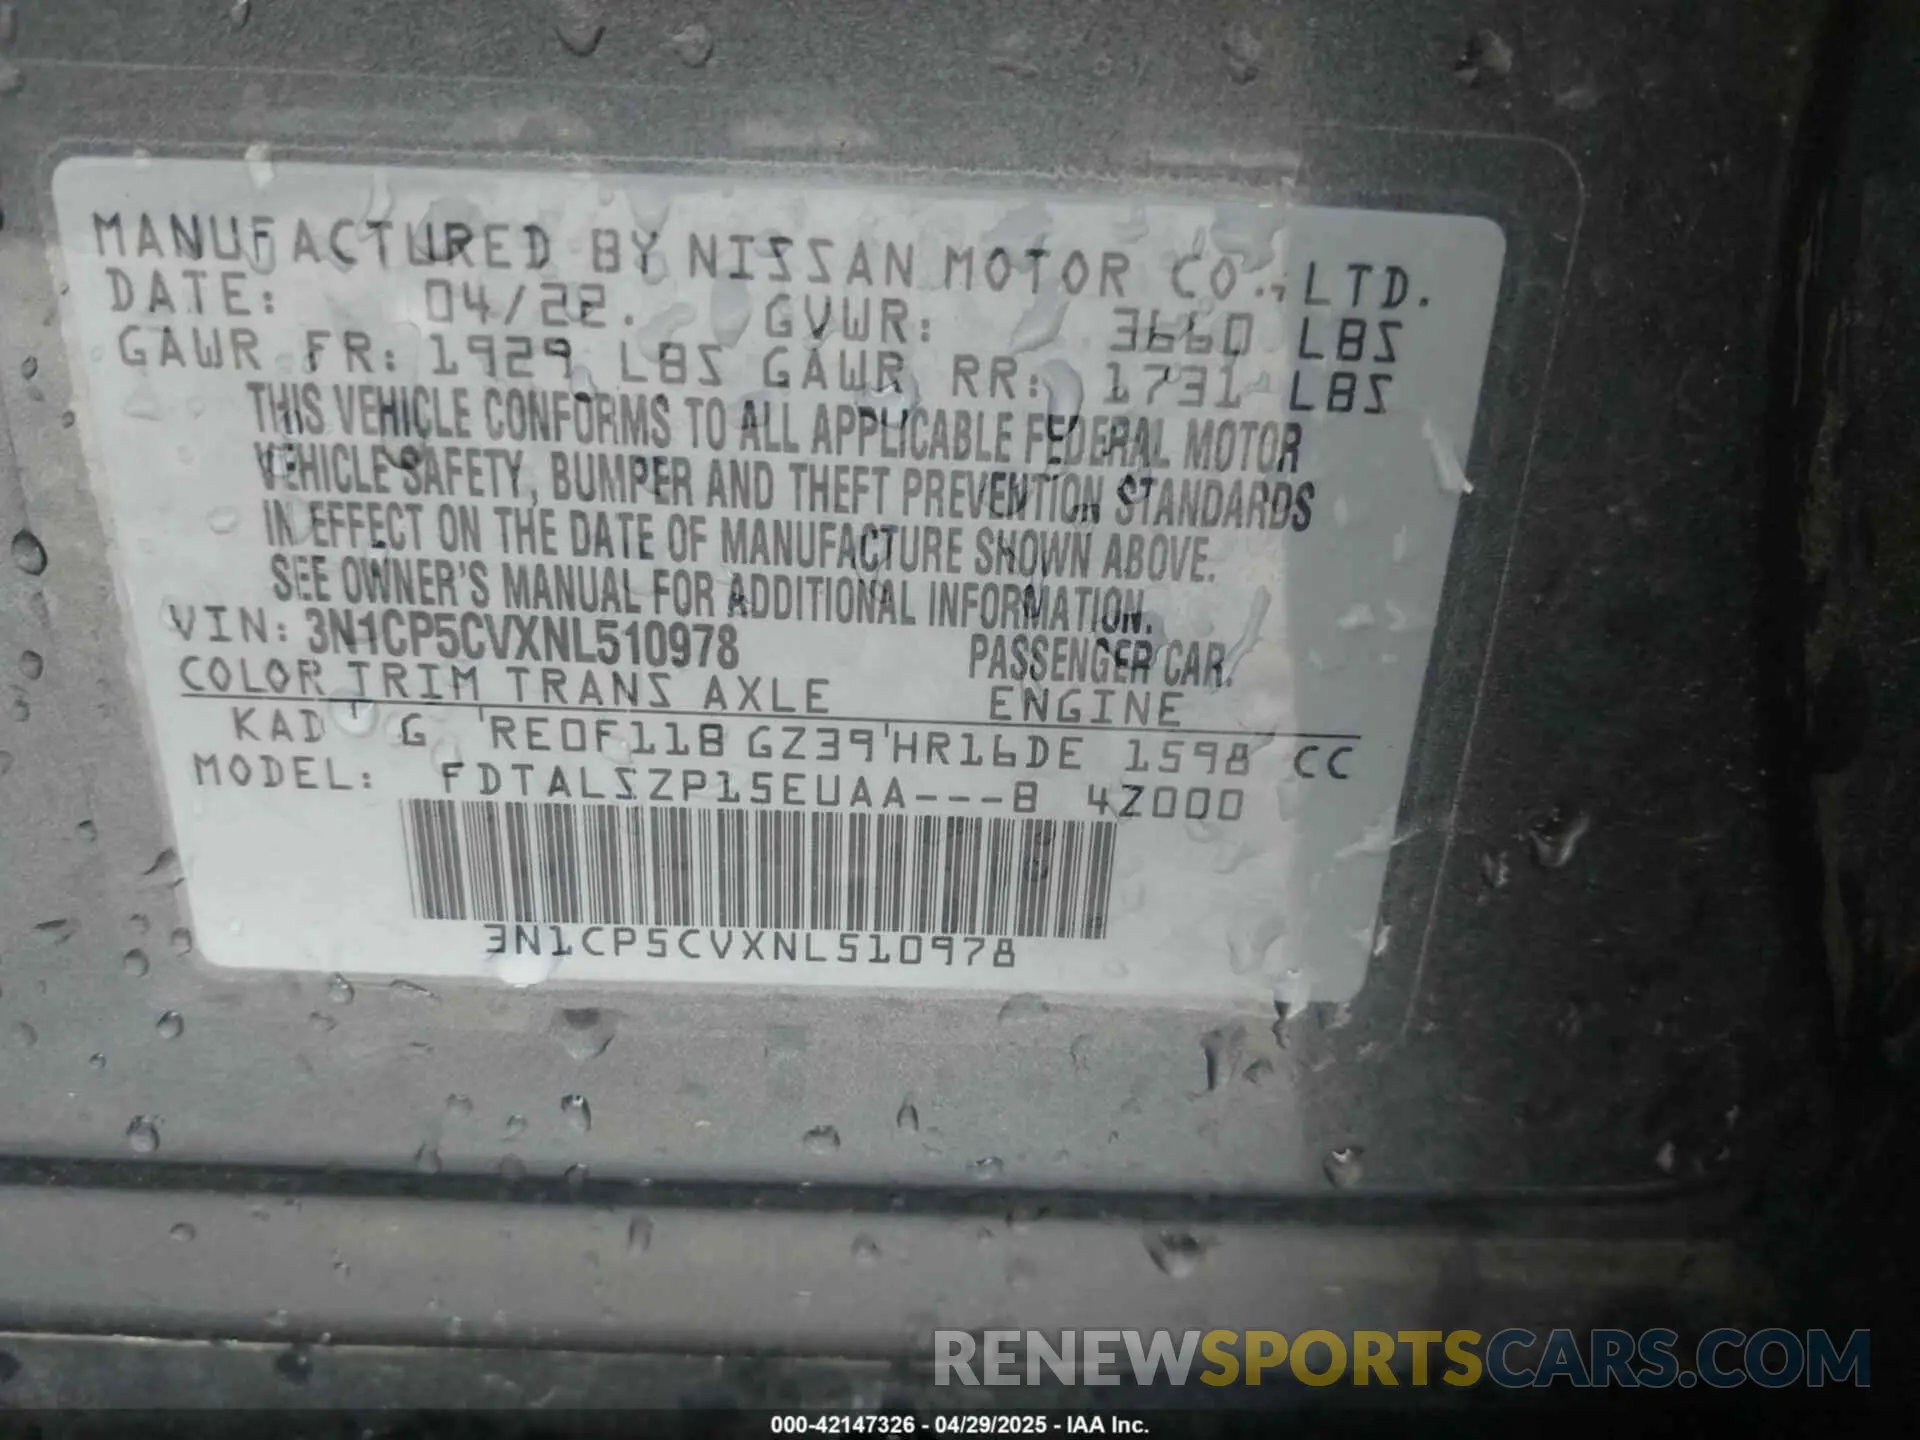 MANUFACTURED BY NISSAN MOTOR CO., LTD.
DATE: 04/22. GVWR: 3660 LBS
GAWR FR: 1929 LBS GAWR RR: 1731 LBS
THIS VEHICLE CONFORMS TO ALL APPLICABLE FEDERAL MOTOR
VEHICLE SAFETY, BUMPER AND THEFT PREVENTION STANDARDS
IN EFFECT ON THE DATE OF MANUFACTURE SHOWN ABOVE.
SEE OWNER'S MANUAL FOR ADDITIONAL INFORMATION.
VIN: 3N1CP5CVXNL510978 PASSENGER CAR.
COLOR TRIM TRANS AXLE ENGINE
KAD ' G 'RE0F11B GZ39'HR16DE 1598 CC
MODEL: FDTALSZP15EUAA---B 4Z000
3N1CP5CVXNL510978
RENEWSPORTSCARS.COM
000-42147326 - 04/29/2025 - IAA Inc.